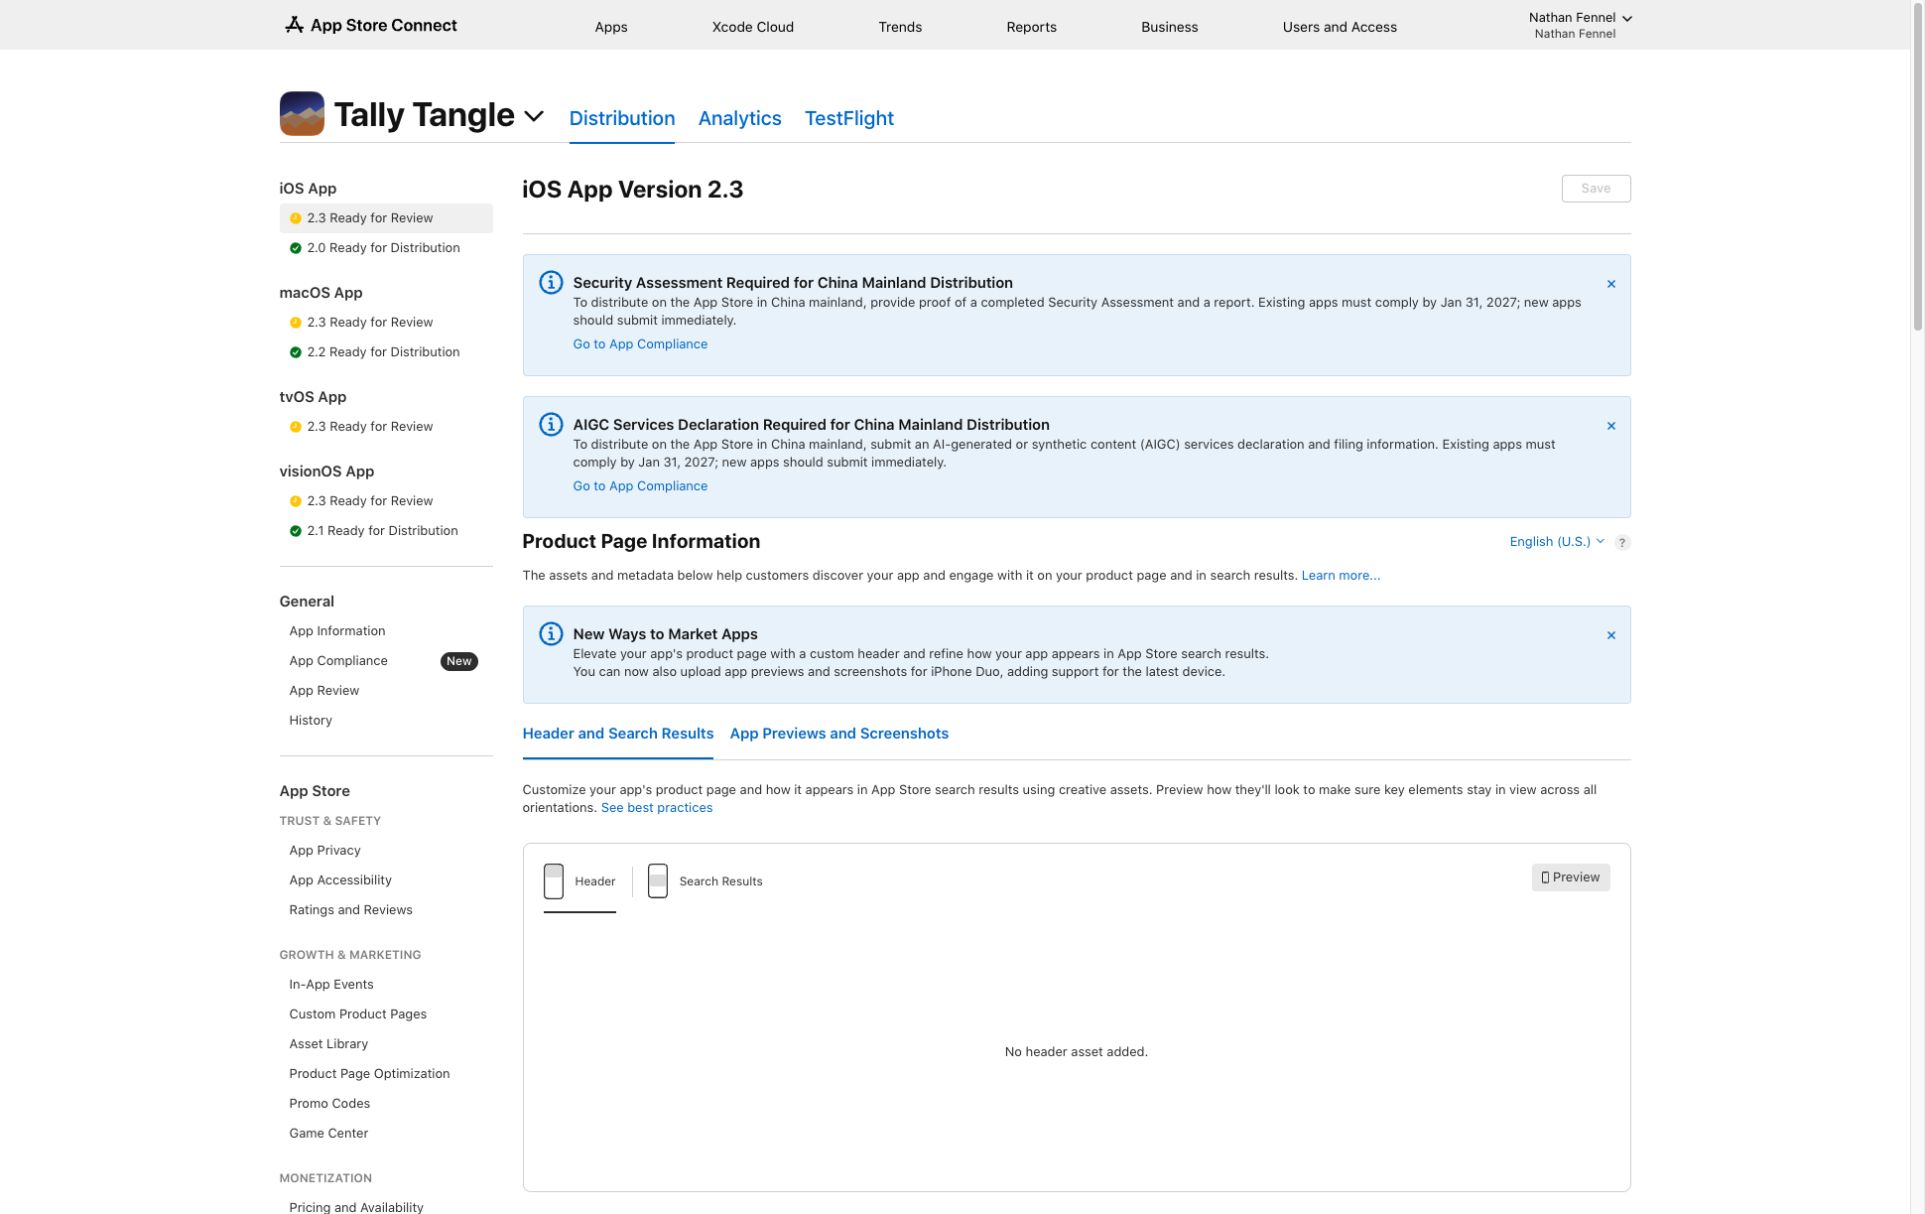 App Store Connect
Apps
Xcode Cloud
Trends
Reports
Business
Users and Access
Nathan Fennel
Nathan Fennel
Tally Tangle
Distribution
Analytics
TestFlight
iOS App
2.3 Ready for Review
2.0 Ready for Distribution
macOS App
2.3 Ready for Review
2.2 Ready for Distribution
tvOS App
2.3 Ready for Review
visionOS App
2.3 Ready for Review
2.1 Ready for Distribution
General
App Information
App Compliance
New
App Review
History
App Store
TRUST & SAFETY
App Privacy
App Accessibility
Ratings and Reviews
GROWTH & MARKETING
In-App Events
Custom Product Pages
Asset Library
Product Page Optimization
Promo Codes
Game Center
MONETIZATION
Pricing and Availability
iOS App Version 2.3
Save
Security Assessment Required for China Mainland Distribution
To distribute on the App Store in China mainland, provide proof of a completed Security Assessment and a report. Existing apps must comply by Jan 31, 2027; new apps
should submit immediately.
Go to App Compliance
AIGC Services Declaration Required for China Mainland Distribution
To distribute on the App Store in China mainland, submit an AI-generated or synthetic content (AIGC) services declaration and filing information. Existing apps must
comply by Jan 31, 2027; new apps should submit immediately.
Go to App Compliance
Product Page Information
English (U.S.)
?
The assets and metadata below help customers discover your app and engage with it on your product page and in search results. Learn more...
New Ways to Market Apps
Elevate your app's product page with a custom header and refine how your app appears in App Store search results.
You can now also upload app previews and screenshots for iPhone Duo, adding support for the latest device.
Header and Search Results
App Previews and Screenshots
Customize your app's product page and how it appears in App Store search results using creative assets. Preview how they'll look to make sure key elements stay in view across all
orientations. See best practices
Header
Search Results
Preview
No header asset added.